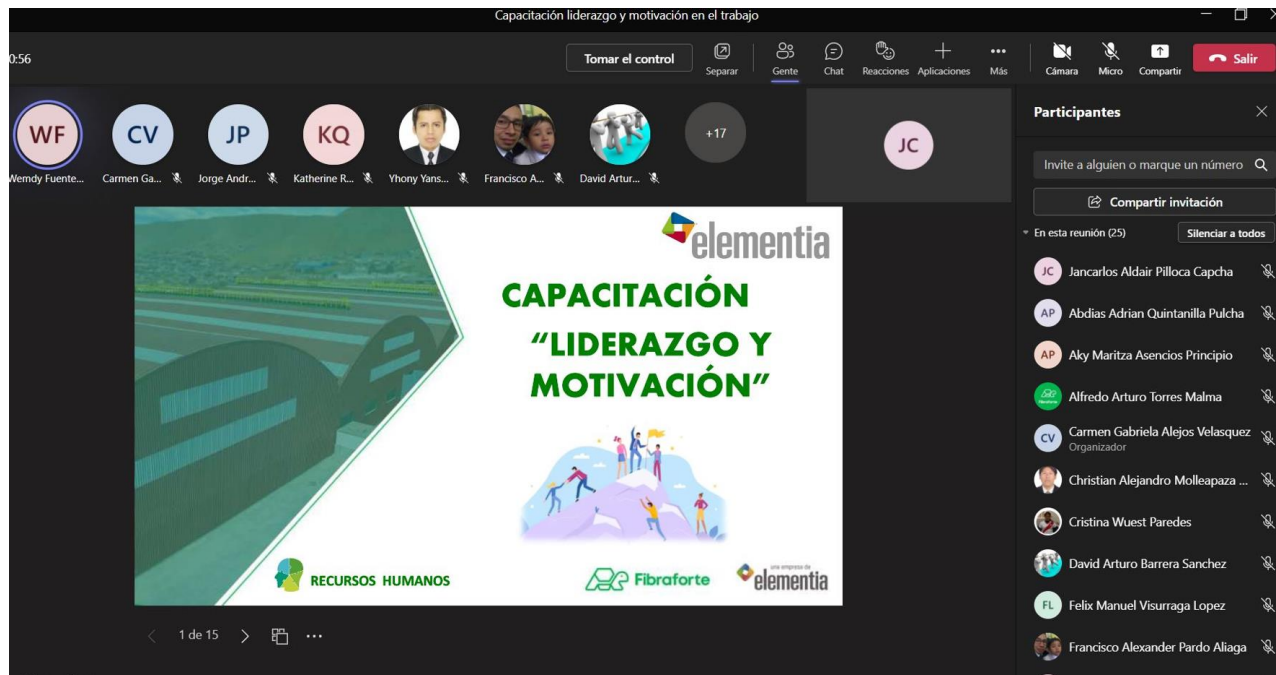 Capacitación liderazgo y motivación en el trabajo
0:56
Tomar el control
Separar
Gente
Chat
Reacciones
Aplicaciones
Más
Cámara
Micro
Compartir
Salir
WF
CV
JP
KQ
+17
JC
Wemdy Fuente...
Carmen Ga...
Jorge Andr...
Katherine R...
Yhony Yans...
Francisco A...
David Artur...
elementia
CAPACITACIÓN
“LIDERAZGO Y
MOTIVACIÓN”
RECURSOS HUMANOS
Fibraforte
una empresa de
elementia
1 de 15
Participantes
Invite a alguien o marque un número
Compartir invitación
En esta reunión (25)
Silenciar a todos
JC Jancarlos Aldair Pilloca Capcha
AP Abdias Adrian Quintanilla Pulcha
AP Aky Maritza Asencios Principio
Alfredo Arturo Torres Malma
CV Carmen Gabriela Alejos Velasquez
Organizador
Christian Alejandro Molleapaza ...
Cristina Wuest Paredes
David Arturo Barrera Sanchez
FL Felix Manuel Visurraga Lopez
Francisco Alexander Pardo Aliaga